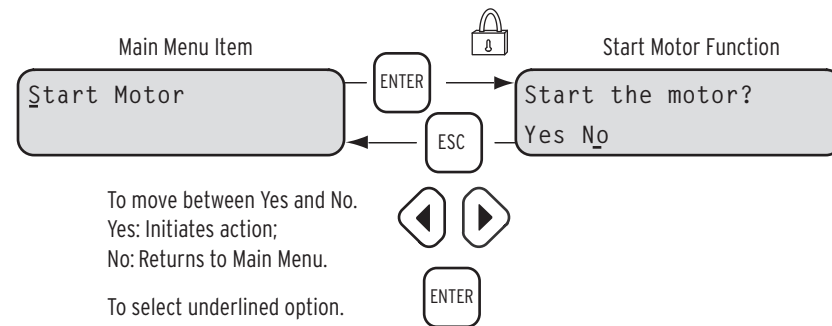 Main Menu Item
Start Motor Function
ENTER
Start Motor
Start the motor?
Yes No
ESC
To move between Yes and No.
Yes: Initiates action;
No: Returns to Main Menu.
To select underlined option.
ENTER